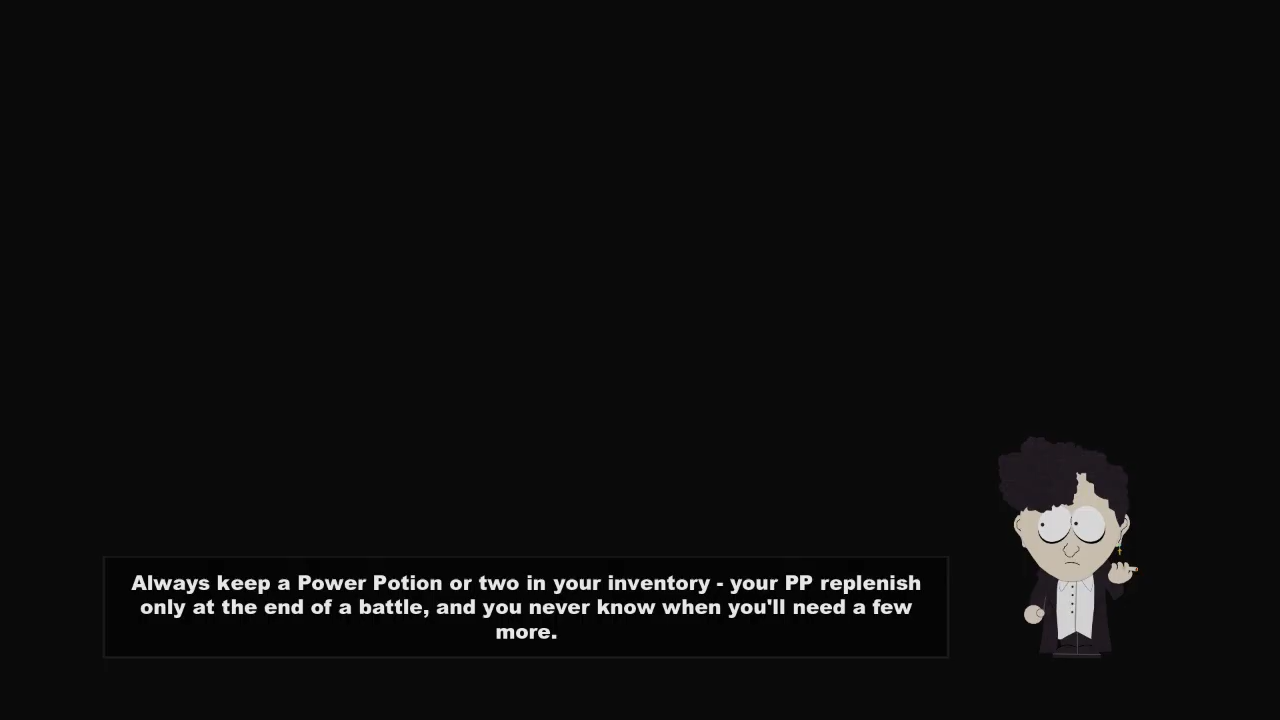 Always keep a Power Potion or two in your inventory - your PP replenish
only at the end of a battle, and you never know when you'll need a few
more.